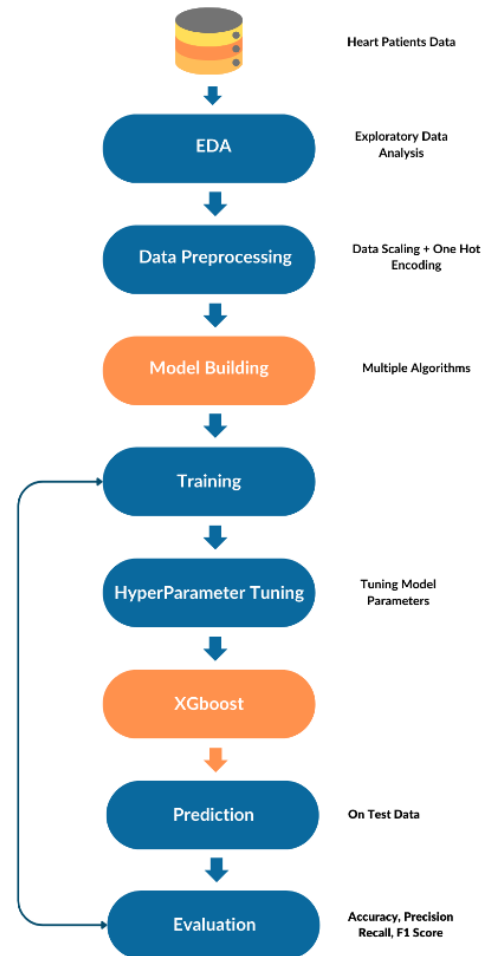 Heart Patients Data
EDA
Exploratory Data
Analysis
Data Preprocessing
Data Scaling + One Hot
Encoding
Model Building
Multiple Algorithms
Training
HyperParameter Tuning
Tuning Model
Parameters
XGboost
Prediction
On Test Data
Evaluation
Accuracy, Precision
Recall, F1 Score